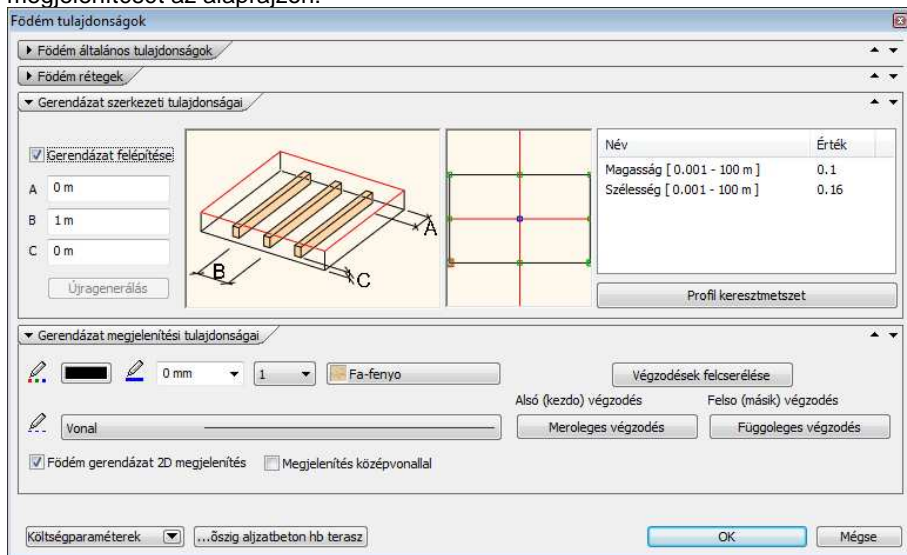 megjelenítését az alaprajzon.
Födém tulajdonságok
Födém általános tulajdonságok
Födém rétegek
Gerendázat szerkezeti tulajdonságai
Gerendázat felépítése
A 0 m
B 1 m
C 0 m
Újragenerálás
A
B
C
Név Érték
Magasság [ 0.001 - 100 m ] 0.1
Szélesség [ 0.001 - 100 m ] 0.16
Profil keresztmetszet
Gerendázat megjelenítési tulajdonságai
0 mm 1 Fa-fenyo
Végzodések felcserélése
Alsó (kezdo) végzodés Felso (másik) végzodés
Vonal Meroleges végzodés Függoleges végzodés
Födém gerendázat 2D megjelenítés Megjelenítés középvonallal
Költségparaméterek ...õszig aljzatbeton hb terasz OK Mégse